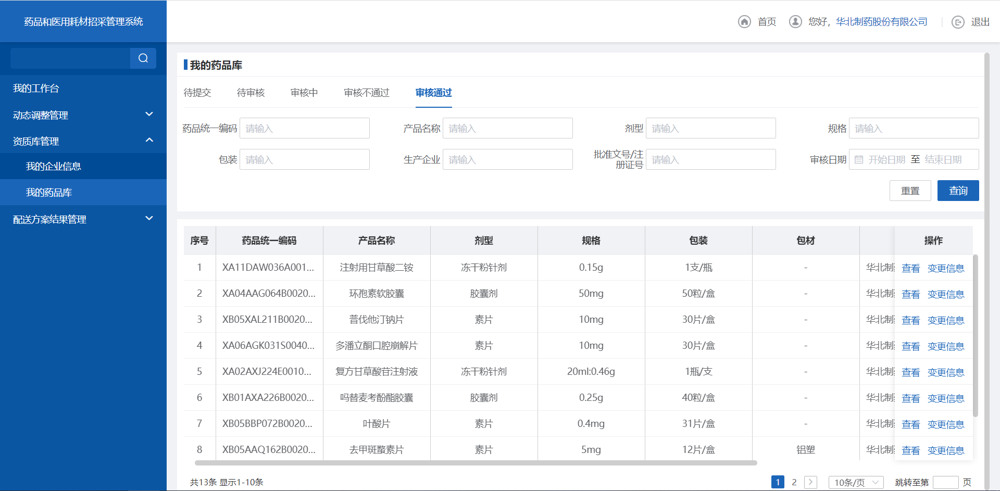 药品和医用耗材招采管理系统
首页 您好，华北制药股份有限公司 退出
我的工作台
动态调整管理
资质库管理
我的企业信息
我的药品库
配送方案结果管理
我的药品库
待提交 待审核 审核中 审核不通过 审核通过
药品统一编码 请输入 产品名称 请输入 剂型 请输入 规格 请输入
包装 请输入 生产企业 请输入 批准文号/注册证号 请输入 审核日期 开始日期 至 结束日期
重置 查询
序号 药品统一编码 产品名称 剂型 规格 包装 包材 操作
1 XA11DAW036A001... 注射用甘草酸二铵 冻干粉针剂 0.15g 1支/瓶 - 华北制 查看 变更信息
2 XA04AAG064B0020... 环孢素软胶囊 胶囊剂 50mg 50粒/盒 - 华北制 查看 变更信息
3 XB05XAL211B0020... 普伐他汀钠片 素片 10mg 30片/盒 - 华北制 查看 变更信息
4 XA06AGK031S0040... 多潘立酮口腔崩解片 素片 10mg 30片/盒 - 华北制 查看 变更信息
5 XA02AXJ224E0010... 复方甘草酸苷注射液 冻干粉针剂 20ml:0.46g 1瓶/支 - 华北制 查看 变更信息
6 XB01AXA226B0020... 吗替麦考酚酯胶囊 胶囊剂 0.25g 40粒/盒 - 华北制 查看 变更信息
7 XB05BBP072B0020... 叶酸片 素片 0.4mg 31片/盒 - 华北制 查看 变更信息
8 XB05AAQ162B0020... 去甲斑蝥素片 素片 5mg 12片/盒 铝塑 华北制 查看 变更信息
共13条 显示1-10条 1 2 10条/页 跳转至第 页